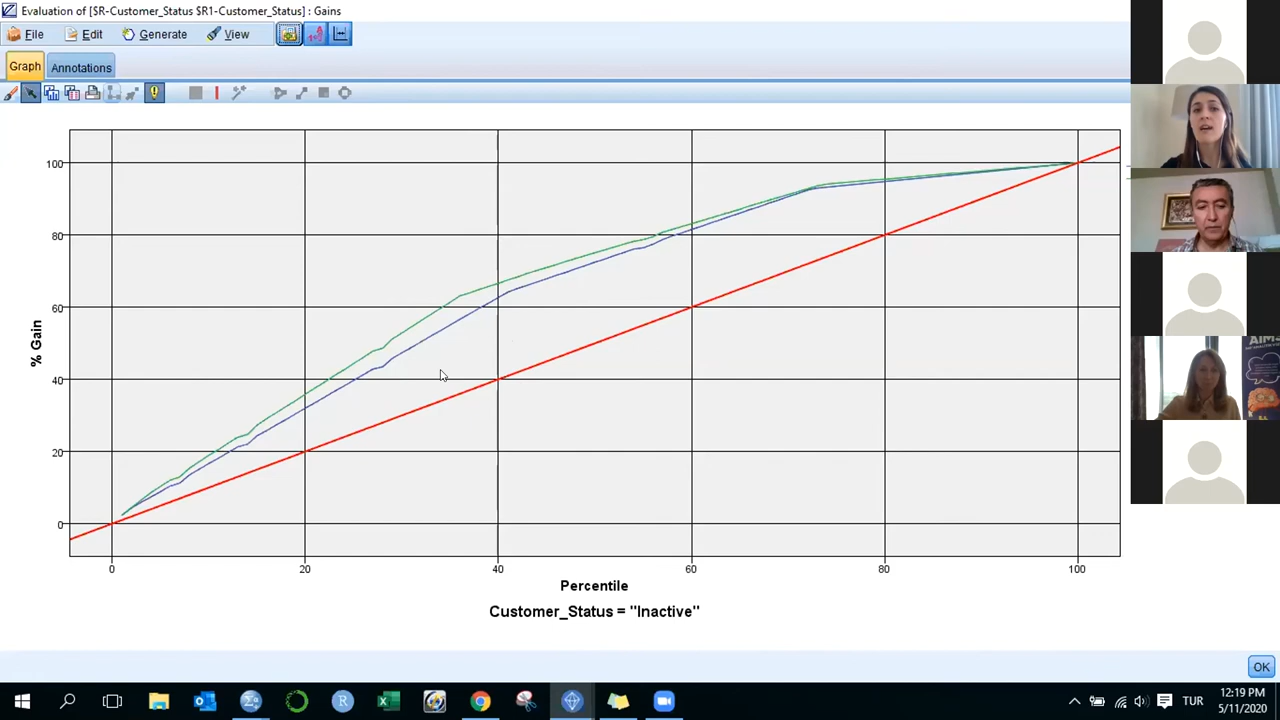 Evaluation of [$R-Customer_Status $R1-Customer_Status] : Gains
File Edit Generate View
Graph Annotations
100
80
60
40
20
0
% Gain
0 20 40 60 80 100
Percentile
Customer_Status = "Inactive"
AIMS
OK
TUR
12:19 PM
5/11/2020